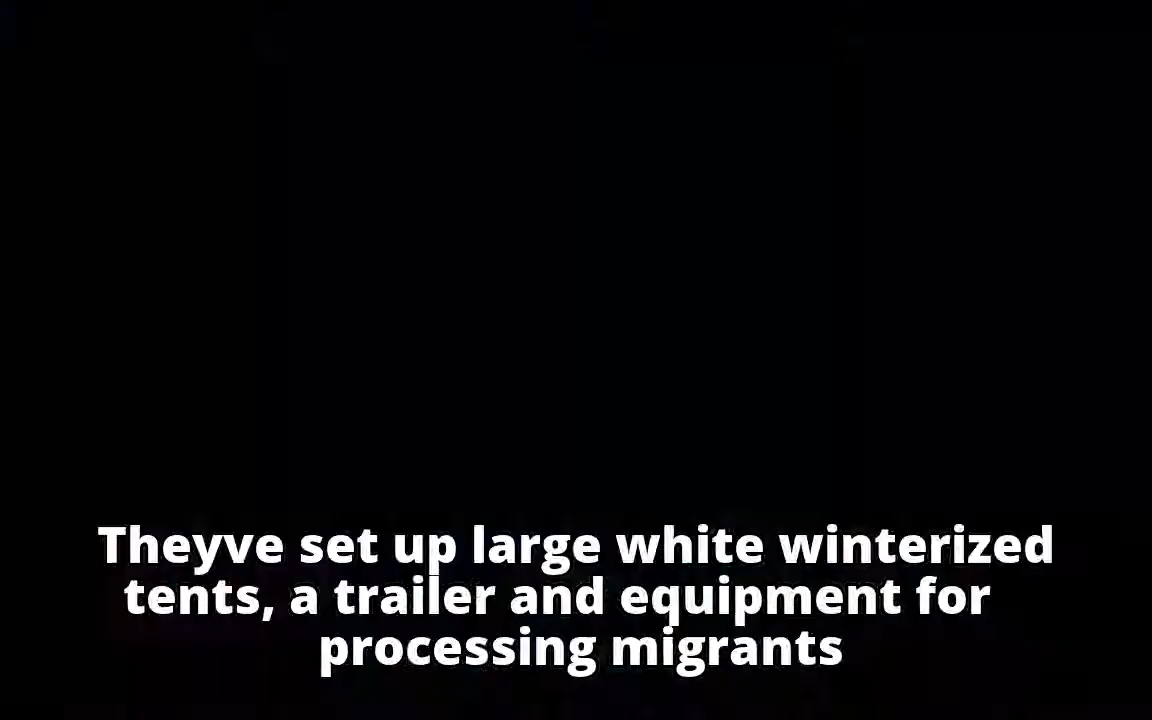 Theyve set up large white winterized
tents, a trailer and equipment for
processing migrants